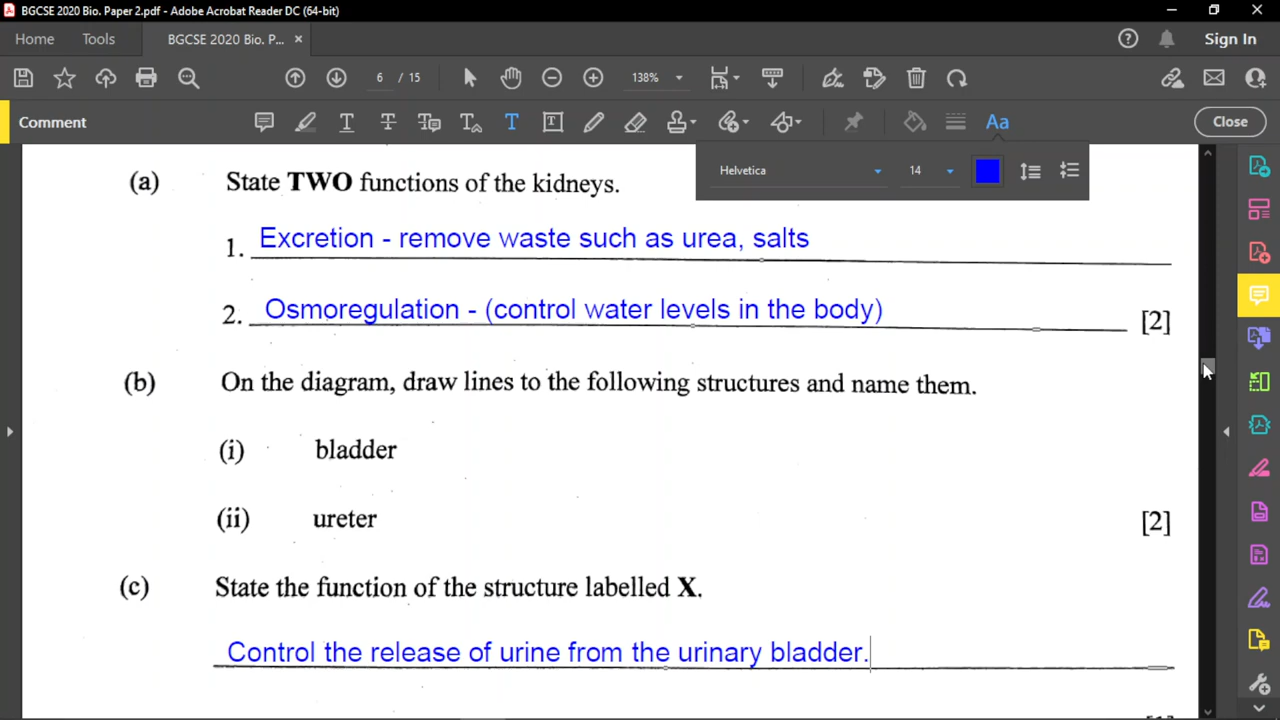 BGCSE 2020 Bio. Paper 2.pdf - Adobe Acrobat Reader DC (64-bit)
Home Tools BGCSE 2020 Bio. P... × Sign In
6 / 15 138%
Comment Close
Helvetica 14
(a) State TWO functions of the kidneys.
1. Excretion - remove waste such as urea, salts
2. Osmoregulation - (control water levels in the body) [2]
(b) On the diagram, draw lines to the following structures and name them.
(i) bladder
(ii) ureter [2]
(c) State the function of the structure labelled X.
Control the release of urine from the urinary bladder.